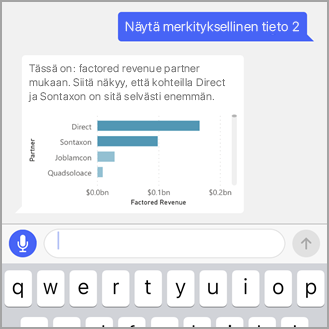 Näytä merkityksellinen tieto 2
Tässä on: factored revenue partner
mukaan. Siitä näkyy, että kohteilla Direct
ja Sontaxon on sitä selvästi enemmän.
Partner
Direct
Sontaxon
Joblamcon
Quadsoloace
$0.0bn $0.1bn $0.2bn
Factored Revenue
q w e r t y u i o p